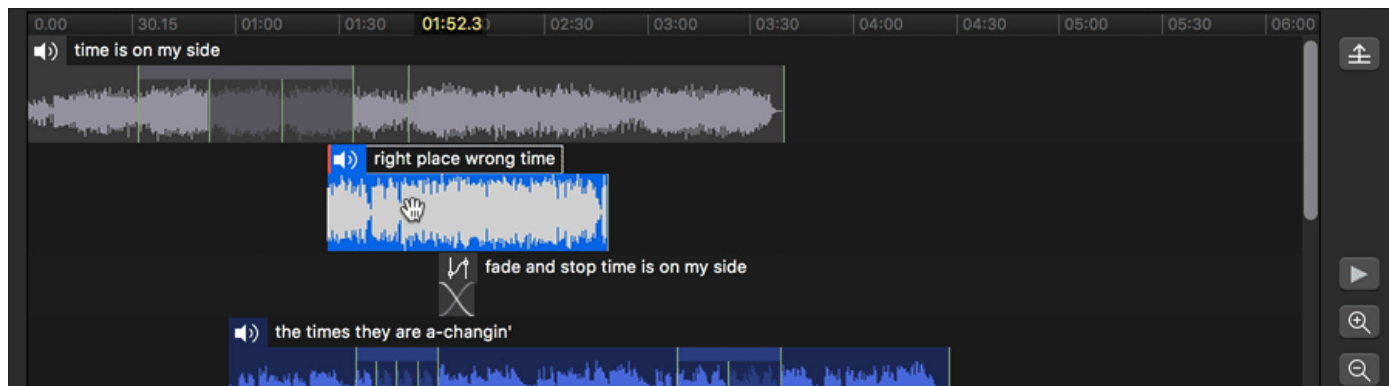 0.00 30.15 01:00 01:30 01:52.3 02:30 03:00 03:30 04:00 04:30 05:00 05:30 06:00
time is on my side
right place wrong time
fade and stop time is on my side
the times they are a-changin'